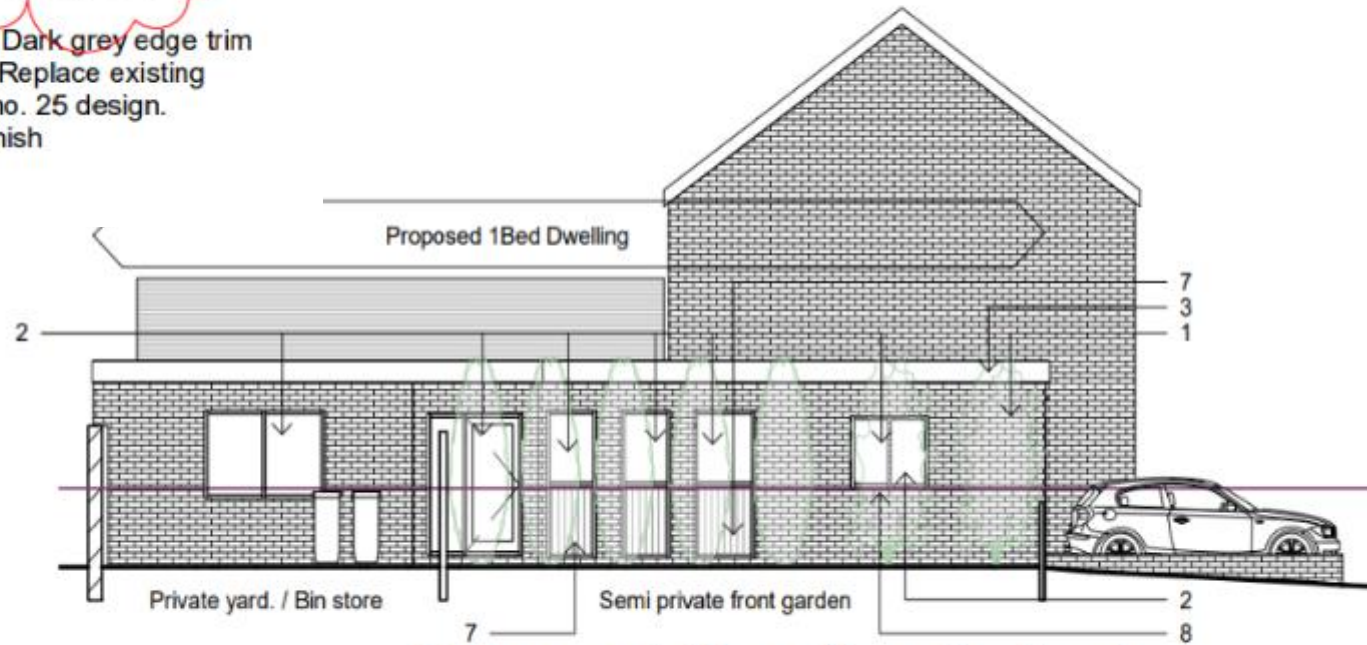 Dark grey edge trim
Replace existing
no. 25 design.
nish
Proposed 1Bed Dwelling
7
3
2
1
Private yard. / Bin store
Semi private front garden
2
7
8